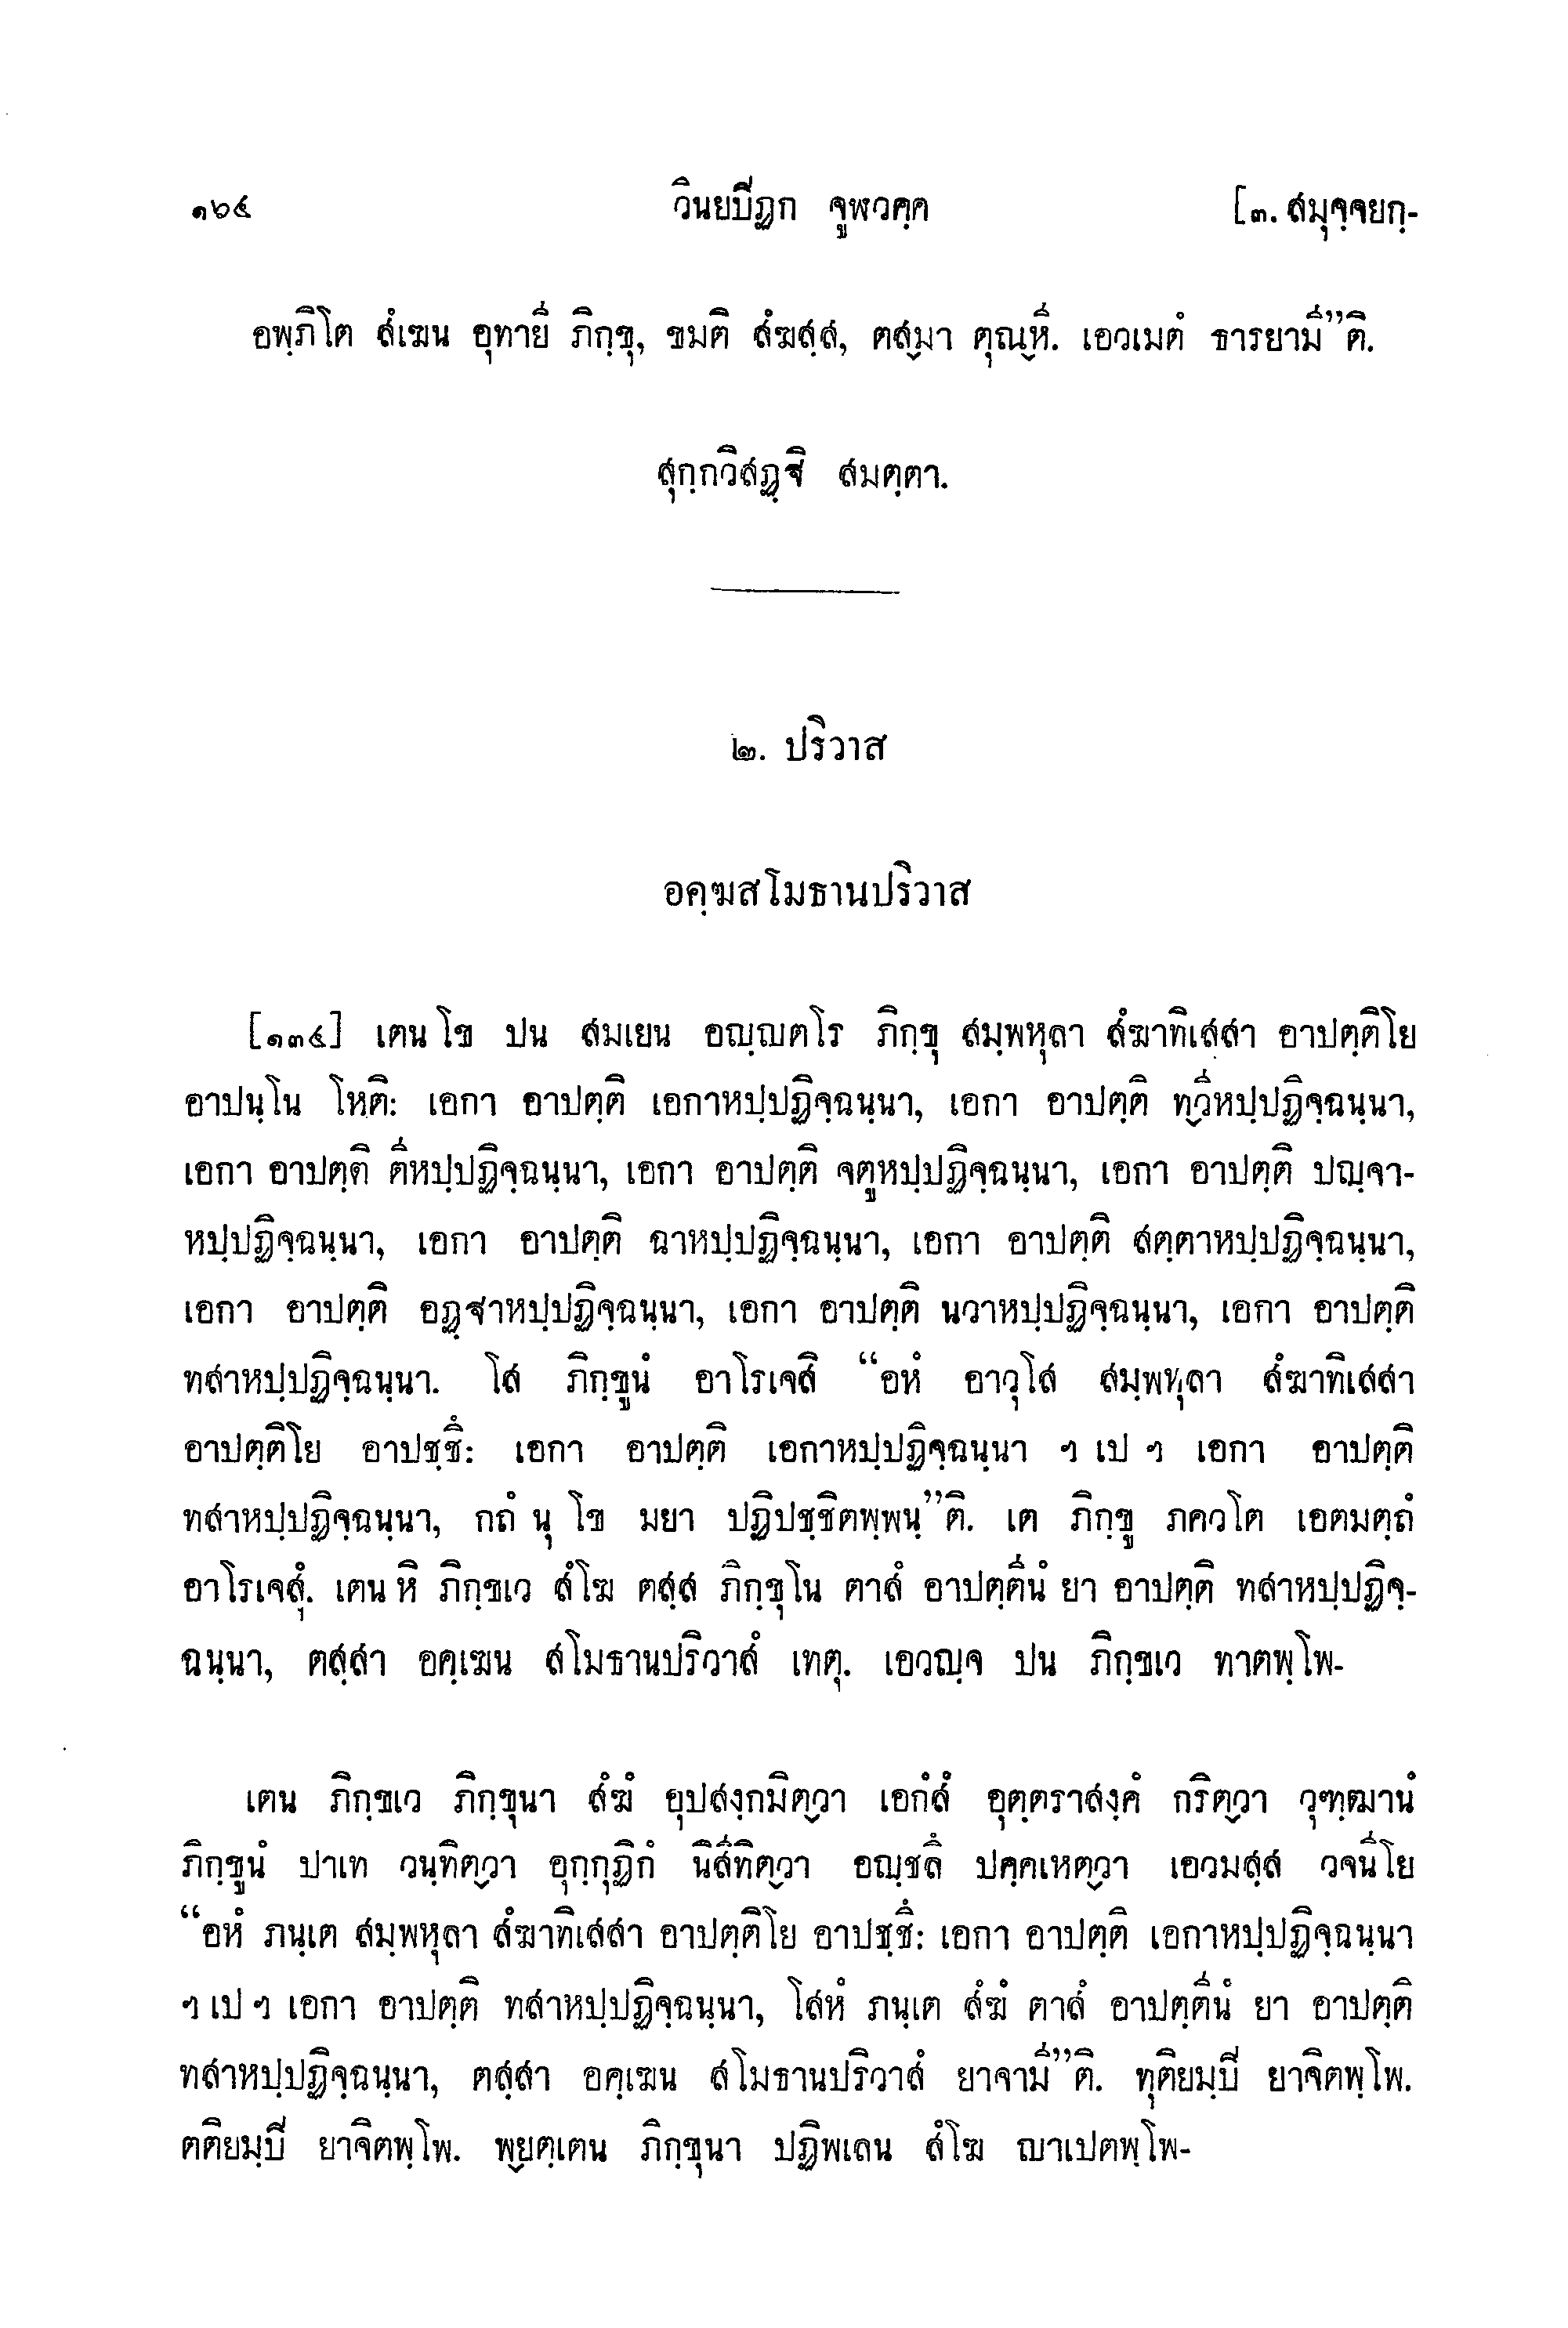 ๑๖๔ วินยปีฏก จูฬวคฺค [๓. สมุจฺจยกฺ-
อพฺภิโต สํเฆน อุทายี ภิกฺขุ, ขมติ สํฆสฺส, ตสฺมา ตุณฺหี. เอวเมตํ ธารยามี”ติ.
สุกฺกวิสฏฺฐิ สมตฺตา.
๒. ปริวาส
อคฺฆสโมธานปริวาส
[๑๓๔] เตน โข ปน สมเยน อญฺญตโร ภิกฺขุ สมฺพหุลา สํฆาทิเสสา อาปตฺติโย
อาปนฺโน โหติ: เอกา อาปตฺติ เอกาหปฺปฏิจฺฉนฺนา, เอกา อาปตฺติ ทฺวีหปฺปฏิจฺฉนฺนา,
เอกา อาปตฺติ ตีหปฺปฏิจฺฉนฺนา, เอกา อาปตฺติ จตูหปฺปฏิจฺฉนฺนา, เอกา อาปตฺติ ปญฺจา-
หปฺปฏิจฺฉนฺนา, เอกา อาปตฺติ ฉาหปฺปฏิจฺฉนฺนา, เอกา อาปตฺติ สตฺตาหปฺปฏิจฺฉนฺนา,
เอกา อาปตฺติ อฏฺฐาหปฺปฏิจฺฉนฺนา, เอกา อาปตฺติ นวาหปฺปฏิจฺฉนฺนา, เอกา อาปตฺติ
ทสาหปฺปฏิจฺฉนฺนา. โส ภิกฺขูนํ อาโรเจสิ “อหํ อาวุโส สมฺพหุลา สํฆาทิเสสา
อาปตฺติโย อาปชฺชึ: เอกา อาปตฺติ เอกาหปฺปฏิจฺฉนฺนา ฯ เป ฯ เอกา อาปตฺติ
ทสาหปฺปฏิจฺฉนฺนา, กถํ นุ โข มยา ปฏิปชฺชิตพฺพนฺ”ติ. เต ภิกฺขู ภควโต เอตมตฺถํ
อาโรเจสุํ. เตน หิ ภิกฺขเว สํโฆ ตสฺส ภิกฺขุโน ตาสํ อาปตฺตีนํ ยา อาปตฺติ ทสาหปฺปฏิจฺ-
ฉนฺนา, ตสฺสา อคฺเฆน สโมธานปริวาสํ เทตุ. เอวญฺจ ปน ภิกฺขเว ทาตพฺโพ-
เตน ภิกฺขเว ภิกฺขุนา สํฆํ อุปสงฺกมิตฺวา เอกํสํ อุตฺตราสงฺคํ กริตฺวา วุฑฺฒานํ
ภิกฺขูนํ ปาเท วนฺทิตฺวา อุกฺกุฏิกํ นิสีทิตฺวา อญฺชลึ ปคฺคเหตฺวา เอวมสฺส วจนีโย
“อหํ ภนฺเต สมฺพหุลา สํฆาทิเสสา อาปตฺติโย อาปชฺชึ: เอกา อาปตฺติ เอกาหปฺปฏิจฺฉนฺนา
ฯ เป ฯ เอกา อาปตฺติ ทสาหปฺปฏิจฺฉนฺนา, โสหํ ภนฺเต สํฆํ ตาสํ อาปตฺตีนํ ยา อาปตฺติ
ทสาหปฺปฏิจฺฉนฺนา, ตสฺสา อคฺเฆน สโมธานปริวาสํ ยาจามี”ติ. ทุติยมฺปี ยาจิตพฺโพ.
ตติยมฺปี ยาจิตพฺโพ. พฺยตฺเตน ภิกฺขุนา ปฏิพเลน สํโฆ ญาเปตพฺโพ-